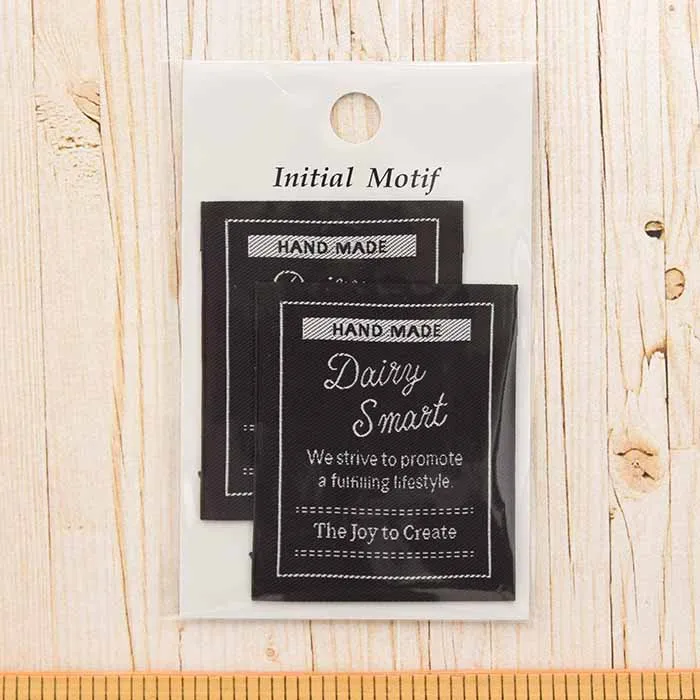 Initial Motif
HAND MADE
HAND MADE
Dairy
Smart
We strive to promote
a fulfilling lifestyle.
The Joy to Create